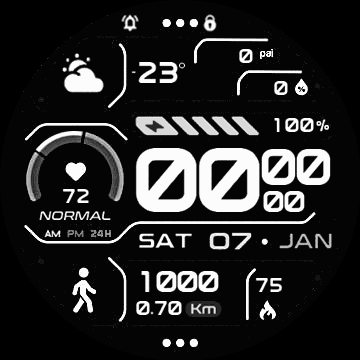 0 pai
-23°
0 %
100%
00 00
00
72
NORMAL
AM PM 24H
SAT 07 • JAN
1000
0.70 Km
75